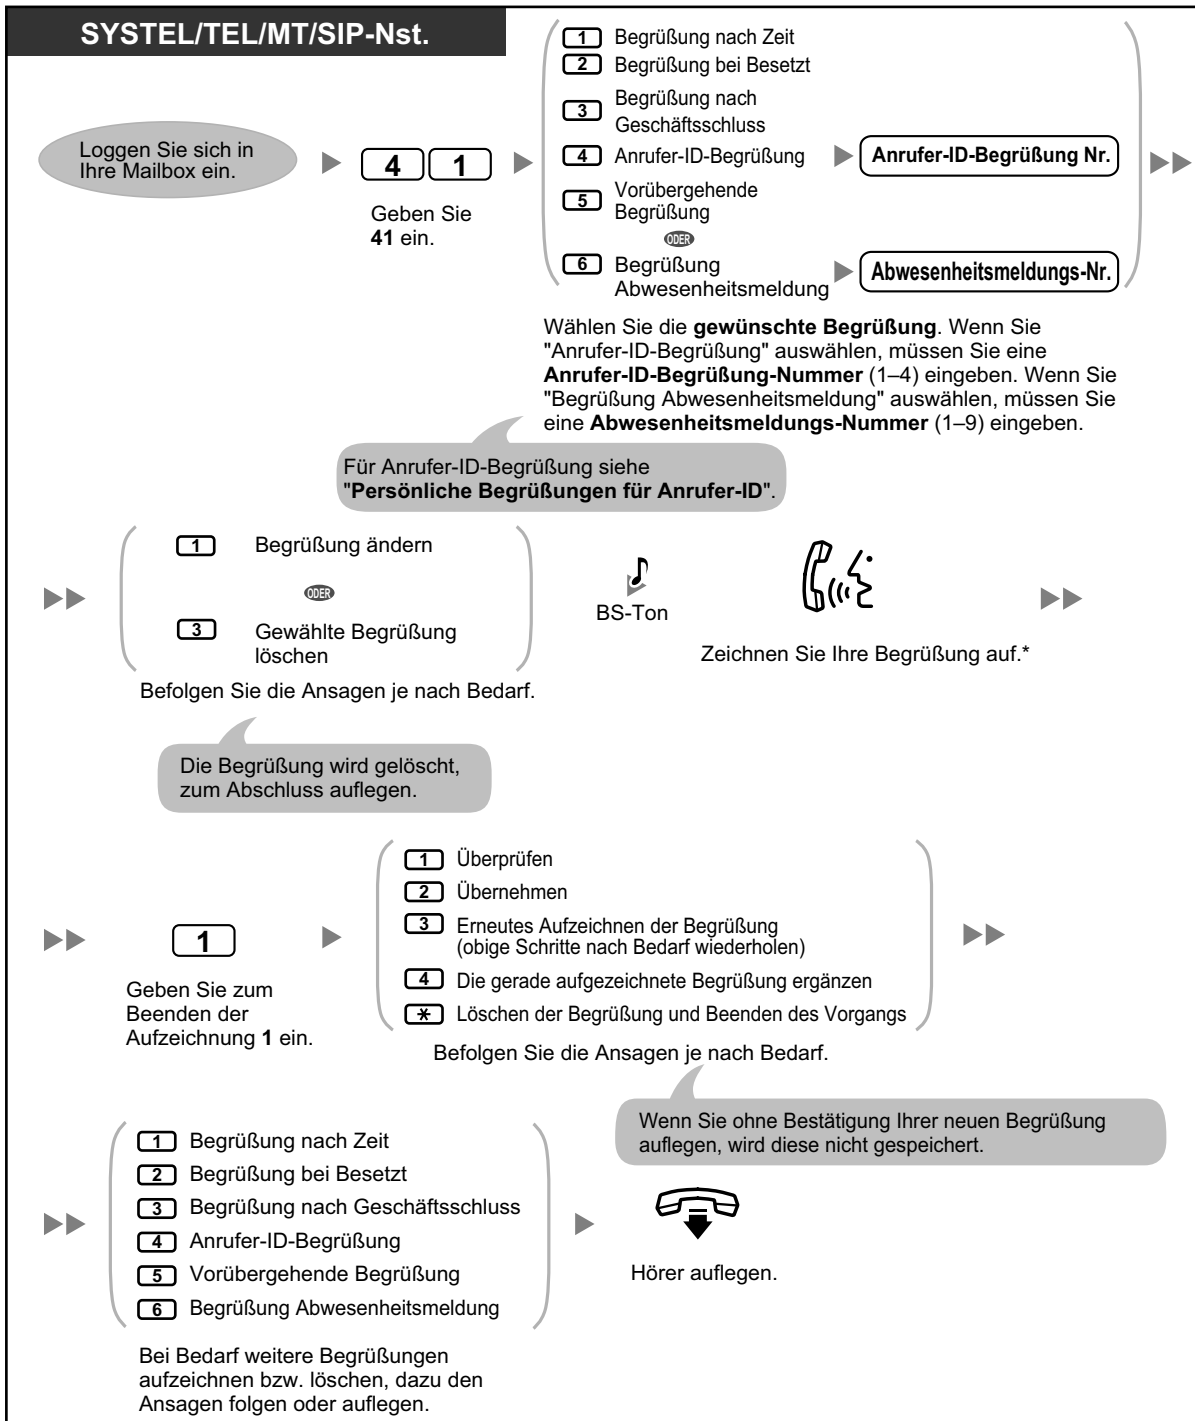 SYSTEL/TEL/MT/SIP-Nst.
Loggen Sie sich in
Ihre Mailbox ein.
4 1
Geben Sie
41 ein.
1 Begrüßung nach Zeit
2 Begrüßung bei Besetzt
3 Begrüßung nach
Geschäftsschluss
4 Anrufer-ID-Begrüßung
Anrufer-ID-Begrüßung Nr.
5 Vorübergehende
Begrüßung
ODER
6 Begrüßung
Abwesenheitsmeldung
Abwesenheitsmeldungs-Nr.
Wählen Sie die gewünschte Begrüßung. Wenn Sie
"Anrufer-ID-Begrüßung" auswählen, müssen Sie eine
Anrufer-ID-Begrüßung-Nummer (1–4) eingeben. Wenn Sie
"Begrüßung Abwesenheitsmeldung" auswählen, müssen Sie
eine Abwesenheitsmeldungs-Nummer (1–9) eingeben.
Für Anrufer-ID-Begrüßung siehe
"Persönliche Begrüßungen für Anrufer-ID".
1 Begrüßung ändern
ODER
3 Gewählte Begrüßung
löschen
Befolgen Sie die Ansagen je nach Bedarf.
BS-Ton
Zeichnen Sie Ihre Begrüßung auf.*
Die Begrüßung wird gelöscht,
zum Abschluss auflegen.
1
Geben Sie zum
Beenden der
Aufzeichnung 1 ein.
1 Überprüfen
2 Übernehmen
3 Erneutes Aufzeichnen der Begrüßung
(obige Schritte nach Bedarf wiederholen)
4 Die gerade aufgezeichnete Begrüßung ergänzen
* Löschen der Begrüßung und Beenden des Vorgangs
Befolgen Sie die Ansagen je nach Bedarf.
Wenn Sie ohne Bestätigung Ihrer neuen Begrüßung
auflegen, wird diese nicht gespeichert.
1 Begrüßung nach Zeit
2 Begrüßung bei Besetzt
3 Begrüßung nach Geschäftsschluss
4 Anrufer-ID-Begrüßung
5 Vorübergehende Begrüßung
6 Begrüßung Abwesenheitsmeldung
Bei Bedarf weitere Begrüßungen
aufzeichnen bzw. löschen, dazu den
Ansagen folgen oder auflegen.
Hörer auflegen.